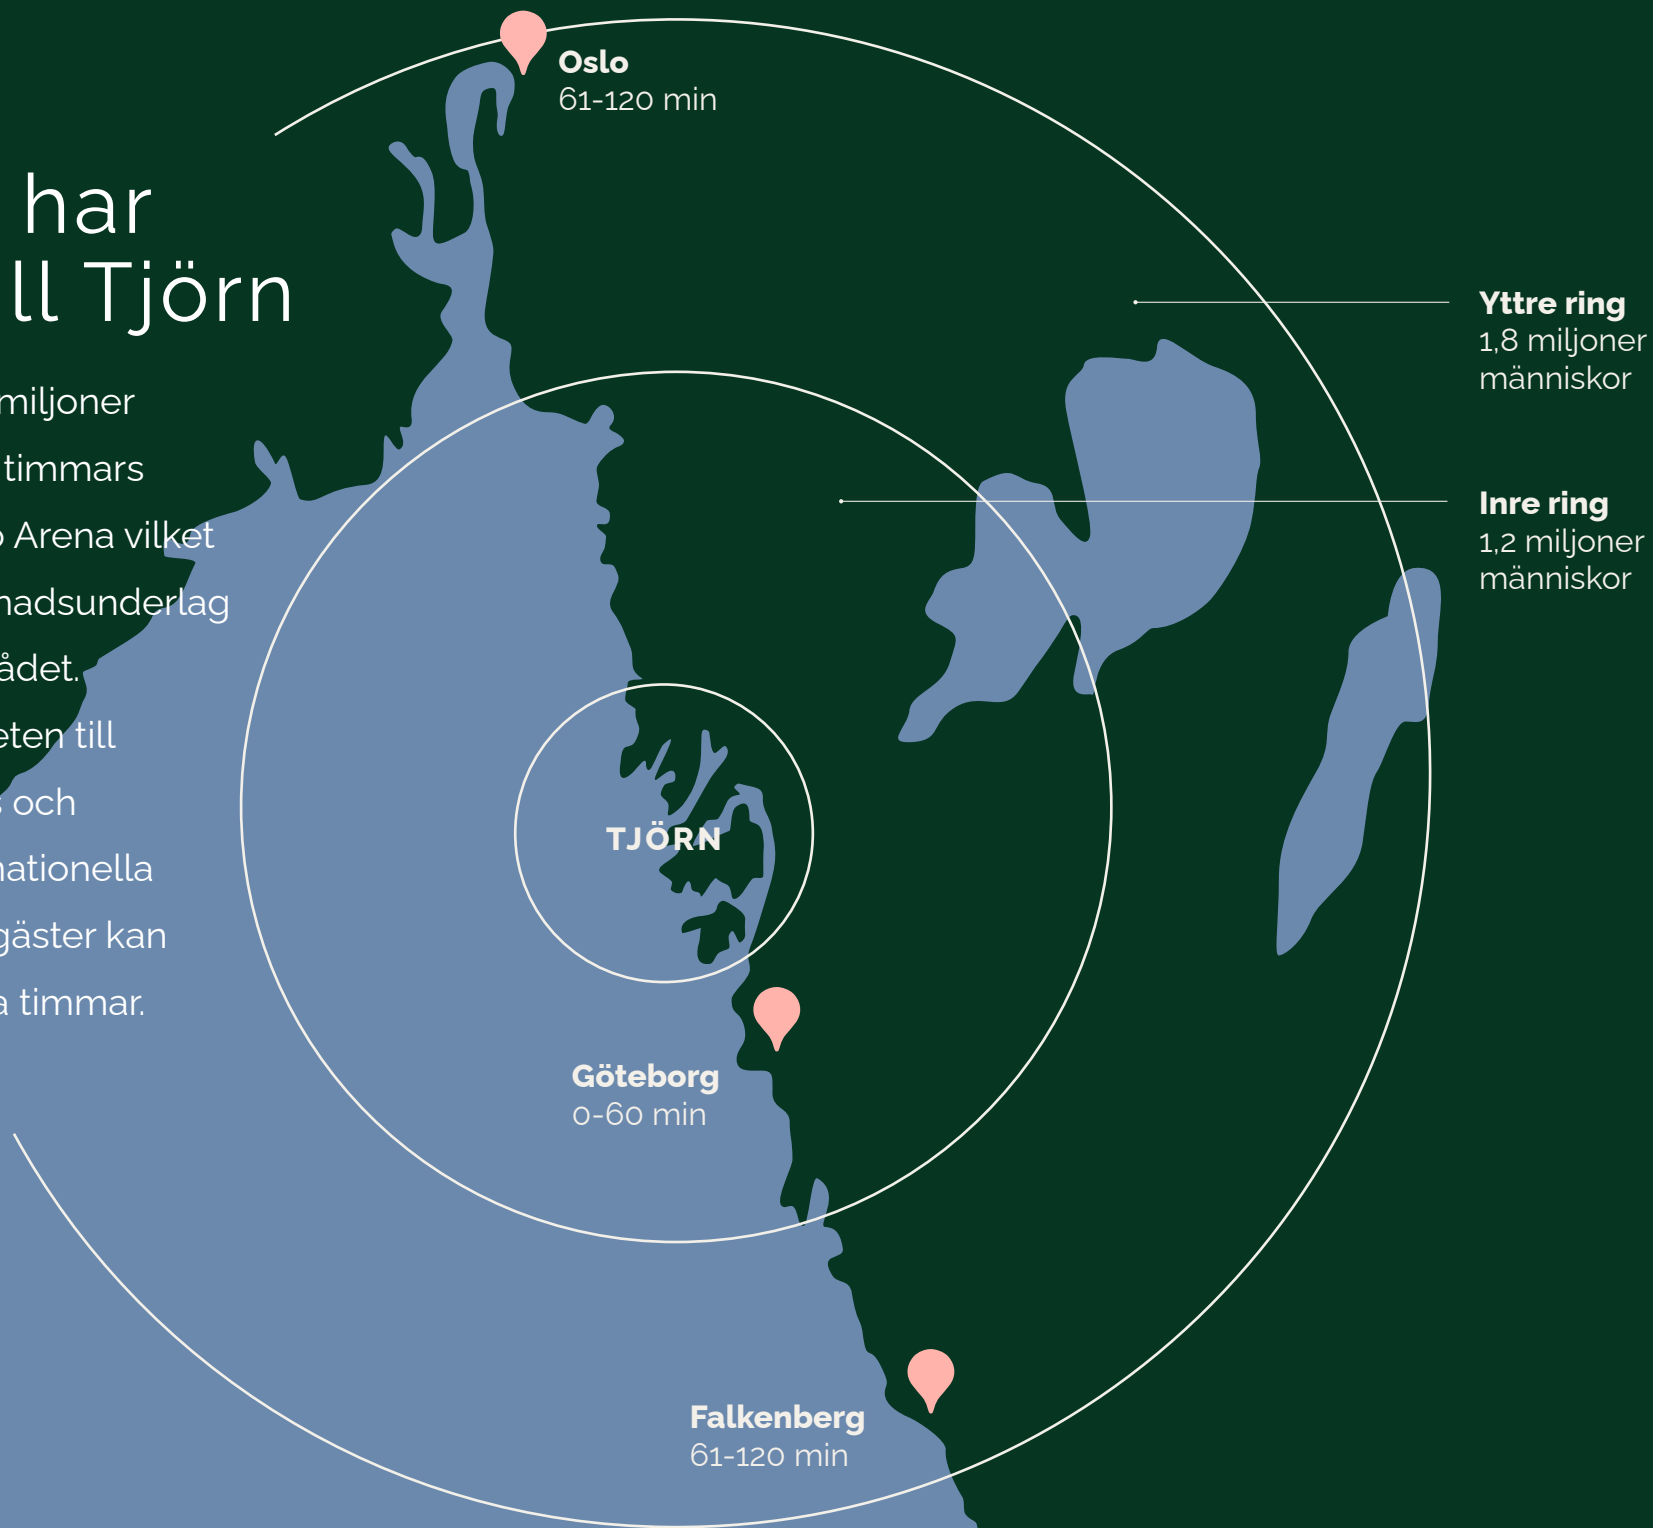 har
ll Tjörn
miljoner
timmars
Arena vilket
nadsunderlag
ådet.
eten till
och
nationella
gäster kan
timmar.
Oslo
61-120 min
Yttre ring
1,8 miljoner
människor
Inre ring
1,2 miljoner
människor
TJÖRN
Göteborg
0-60 min
Falkenberg
61-120 min